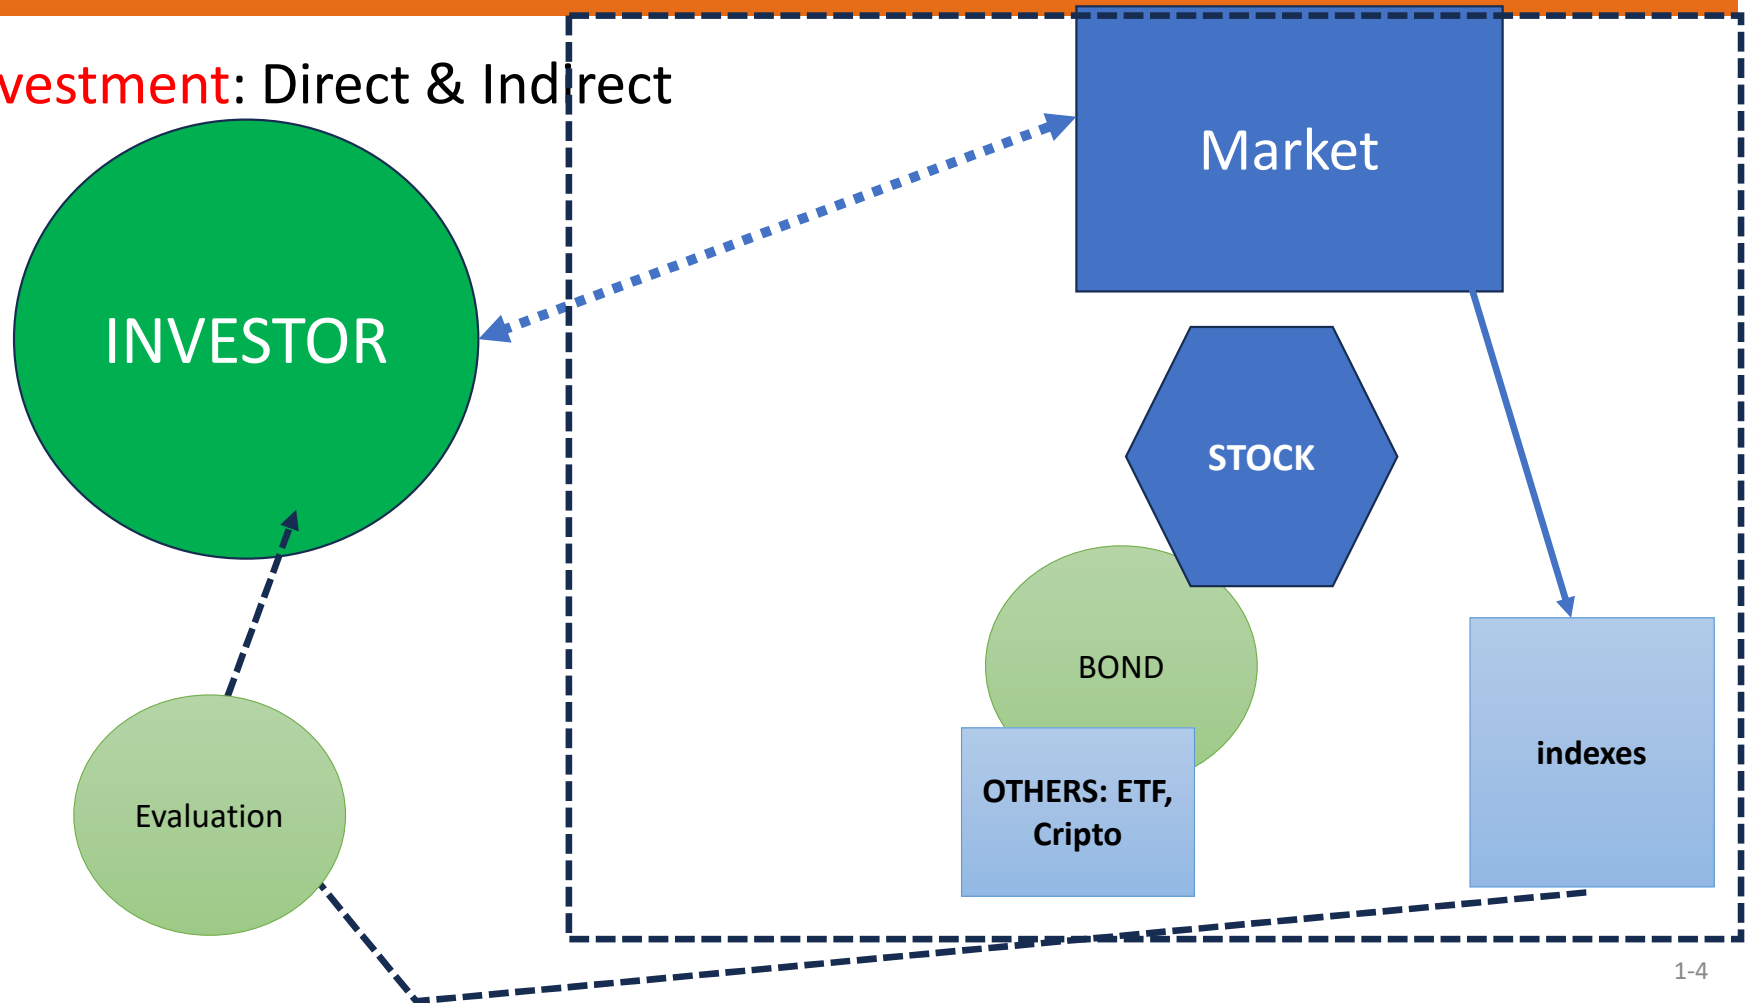 vestment: Direct & Indirect
Market
INVESTOR
STOCK
BOND
indexes
OTHERS: ETF,
Cripto
Evaluation
1-4